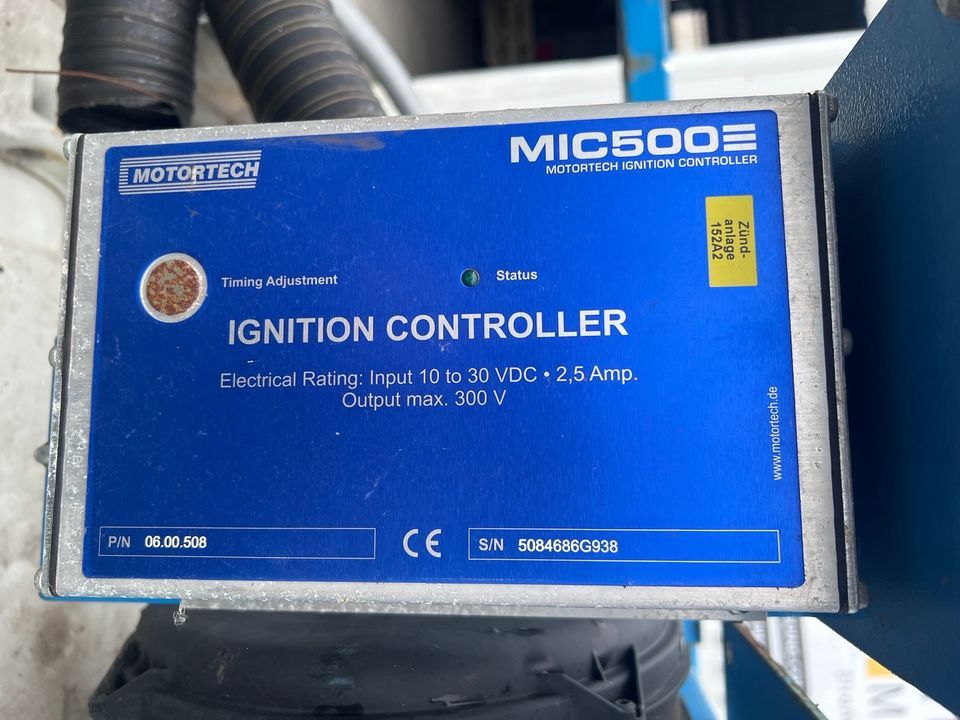 MOTORTECH
MIC500
MOTORTECH IGNITION CONTROLLER
Zünd-
anlage
152A2
Timing Adjustment
Status
IGNITION CONTROLLER
Electrical Rating: Input 10 to 30 VDC • 2,5 Amp.
Output max. 300 V
www.motortech.de
P/N 06.00.508
CE
S/N 5084686G938